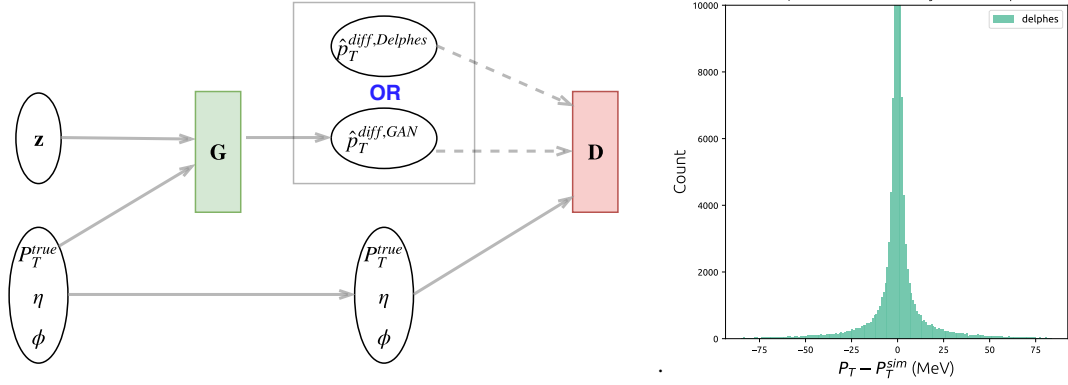 p̂_T^{diff,Delphes}
OR
p̂_T^{diff,GAN}
z
G
D
P_T^{true}
η
ϕ
P_T^{true}
η
ϕ
.
delphes
10000
8000
6000
4000
2000
0
Count
−75 −50 −25 0 25 50 75
P_T − P_T^{sim} (MeV)